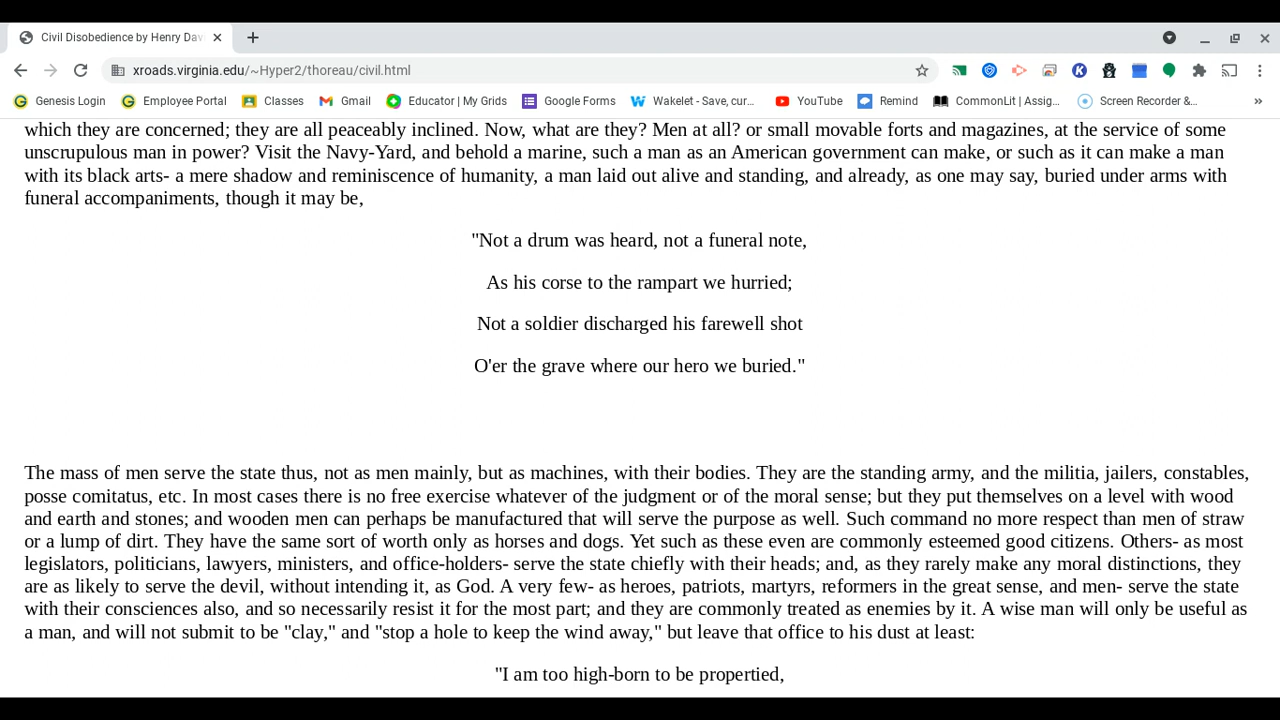 Civil Disobedience by Henry Dav
xroads.virginia.edu/~Hyper2/thoreau/civil.html
Genesis Login Employee Portal Classes Gmail Educator | My Grids Google Forms Wakelet - Save, cur... YouTube Remind CommonLit | Assig... Screen Recorder &... »
which they are concerned; they are all peaceably inclined. Now, what are they? Men at all? or small movable forts and magazines, at the service of some
unscrupulous man in power? Visit the Navy-Yard, and behold a marine, such a man as an American government can make, or such as it can make a man
with its black arts- a mere shadow and reminiscence of humanity, a man laid out alive and standing, and already, as one may say, buried under arms with
funeral accompaniments, though it may be,
"Not a drum was heard, not a funeral note,
As his corse to the rampart we hurried;
Not a soldier discharged his farewell shot
O'er the grave where our hero we buried."
The mass of men serve the state thus, not as men mainly, but as machines, with their bodies. They are the standing army, and the militia, jailers, constables,
posse comitatus, etc. In most cases there is no free exercise whatever of the judgment or of the moral sense; but they put themselves on a level with wood
and earth and stones; and wooden men can perhaps be manufactured that will serve the purpose as well. Such command no more respect than men of straw
or a lump of dirt. They have the same sort of worth only as horses and dogs. Yet such as these even are commonly esteemed good citizens. Others- as most
legislators, politicians, lawyers, ministers, and office-holders- serve the state chiefly with their heads; and, as they rarely make any moral distinctions, they
are as likely to serve the devil, without intending it, as God. A very few- as heroes, patriots, martyrs, reformers in the great sense, and men- serve the state
with their consciences also, and so necessarily resist it for the most part; and they are commonly treated as enemies by it. A wise man will only be useful as
a man, and will not submit to be "clay," and "stop a hole to keep the wind away," but leave that office to his dust at least:
"I am too high-born to be propertied,